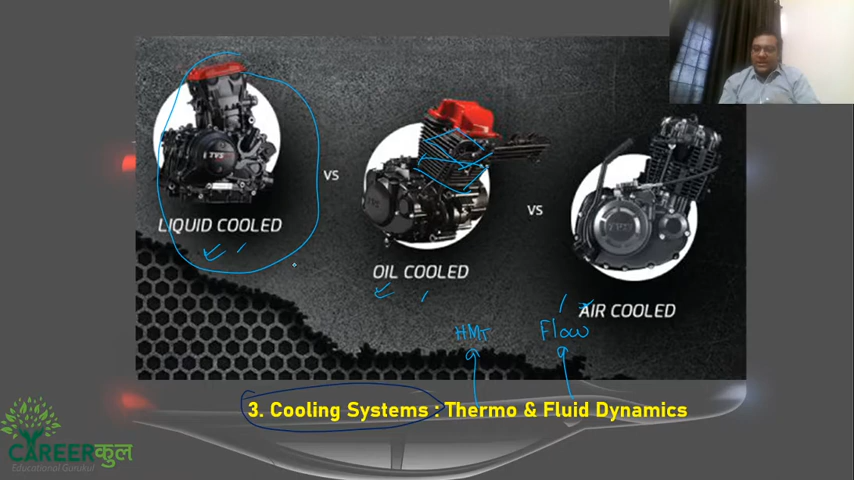 TVS
LIQUID COOLED
VS
OIL COOLED
VS
AIR COOLED
HMT
Flow
3. Cooling Systems : Thermo & Fluid Dynamics
CAREERकुल
Educational Gurukul